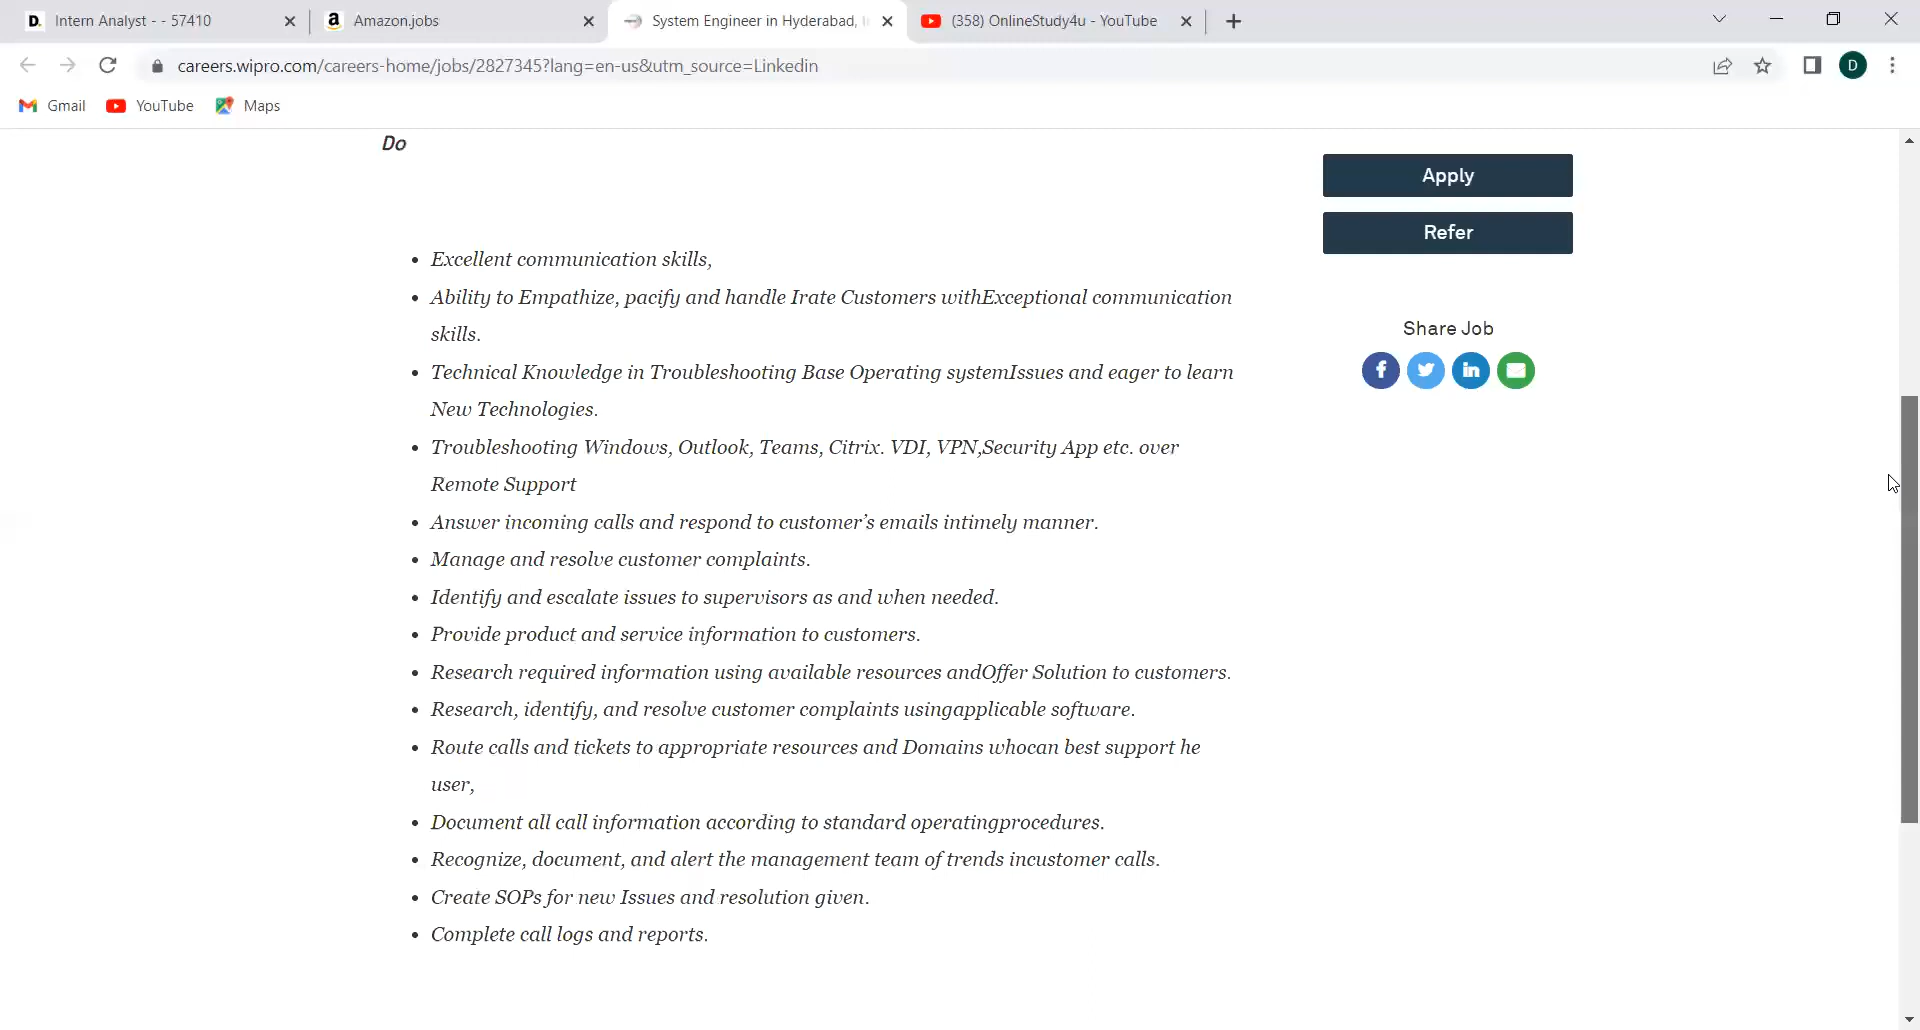 Intern Analyst - - 57410
Amazon.jobs
System Engineer in Hyderabad,
(358) OnlineStudy4u - YouTube
careers.wipro.com/careers-home/jobs/2827345?lang=en-us&utm_source=Linkedin
D
Gmail
YouTube
Maps
Do
Apply
Refer
Share Job
• Excellent communication skills,
• Ability to Empathize, pacify and handle Irate Customers withExceptional communication
skills.
• Technical Knowledge in Troubleshooting Base Operating systemIssues and eager to learn
New Technologies.
• Troubleshooting Windows, Outlook, Teams, Citrix. VDI, VPN,Security App etc. over
Remote Support
• Answer incoming calls and respond to customer’s emails intimely manner.
• Manage and resolve customer complaints.
• Identify and escalate issues to supervisors as and when needed.
• Provide product and service information to customers.
• Research required information using available resources andOffer Solution to customers.
• Research, identify, and resolve customer complaints usingapplicable software.
• Route calls and tickets to appropriate resources and Domains whocan best support he
user,
• Document all call information according to standard operatingprocedures.
• Recognize, document, and alert the management team of trends incustomer calls.
• Create SOPs for new Issues and resolution given.
• Complete call logs and reports.